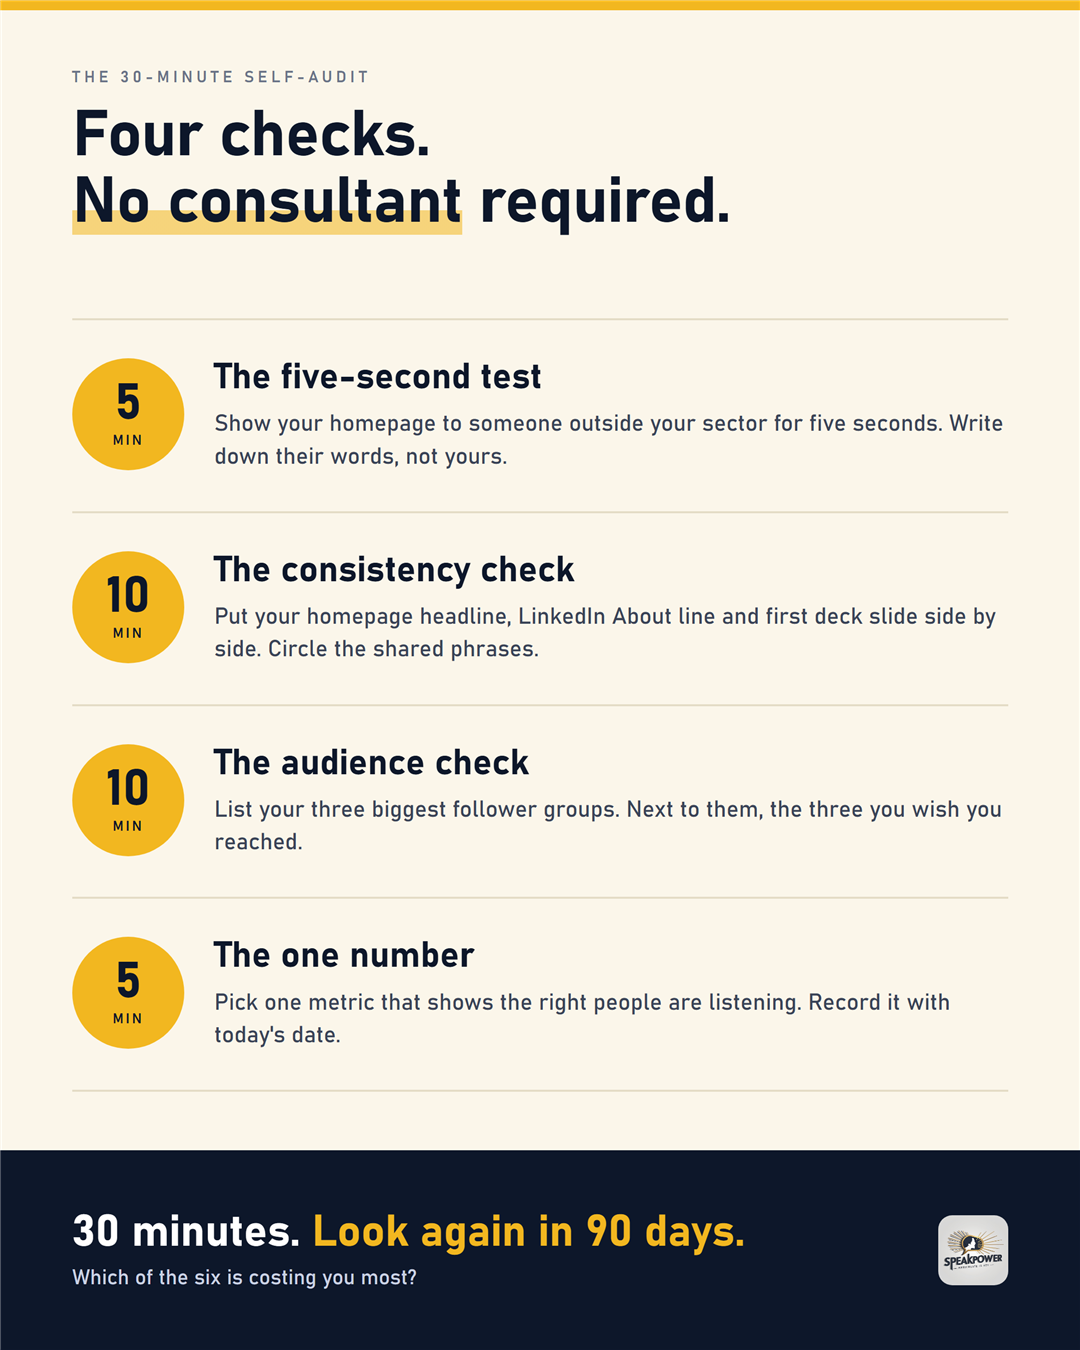 THE 30-MINUTE SELF-AUDIT
Four checks.
No consultant required.
5
MIN
The five-second test
Show your homepage to someone outside your sector for five seconds. Write
down their words, not yours.
10
MIN
The consistency check
Put your homepage headline, LinkedIn About line and first deck slide side by
side. Circle the shared phrases.
10
MIN
The audience check
List your three biggest follower groups. Next to them, the three you wish you
reached.
5
MIN
The one number
Pick one metric that shows the right people are listening. Record it with
today's date.
30 minutes. Look again in 90 days.
Which of the six is costing you most?
SPEAKPOWER